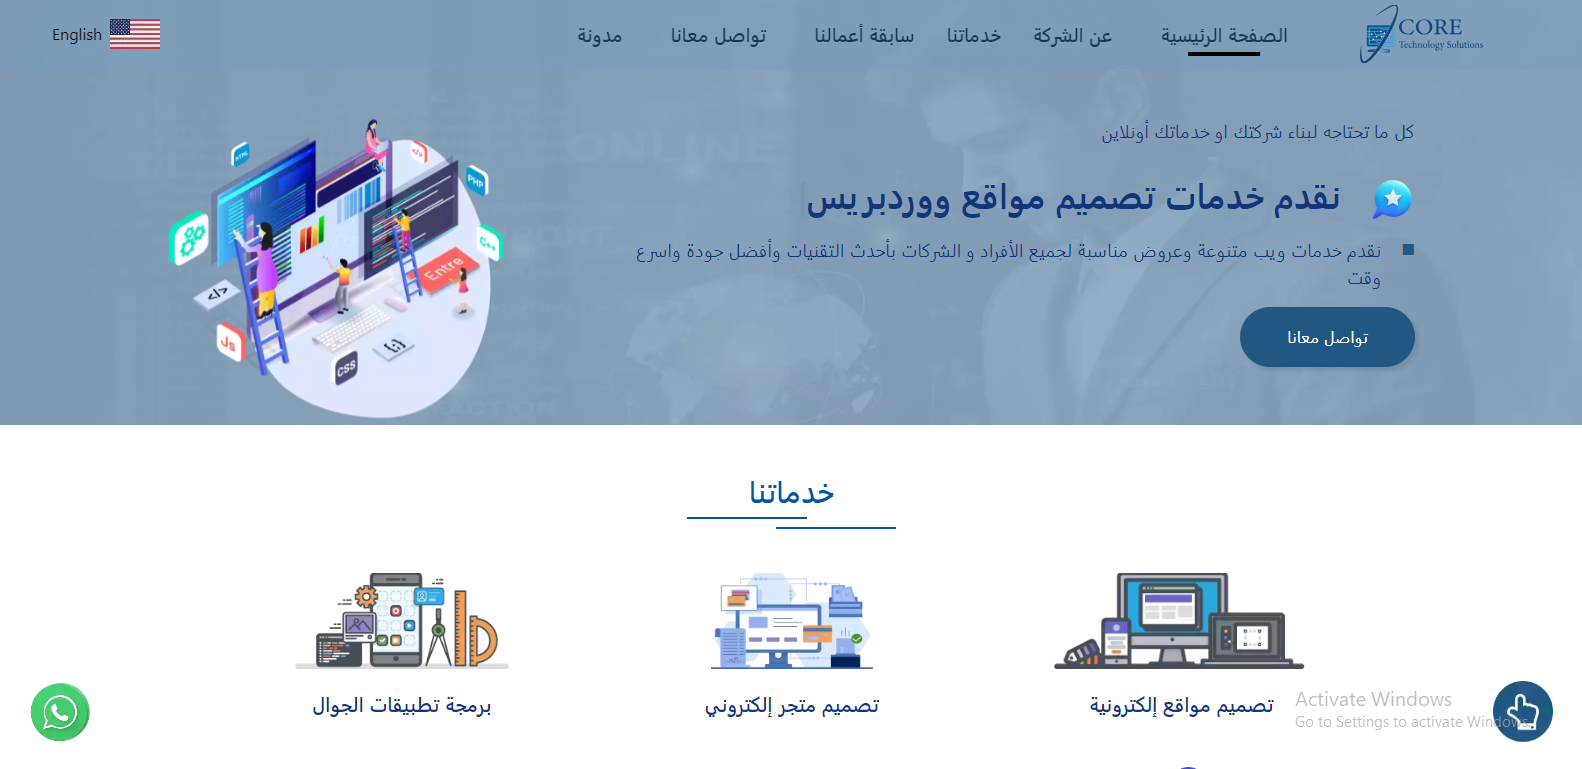 CORE
Technology Solutions
الصفحة الرئيسية
عن الشركة
خدماتنا
سابقة أعمالنا
تواصل معانا
مدونة
English
كل ما تحتاجه لبناء شركتك او خدماتك أونلاين
نقدم خدمات تصميم مواقع ووردبريس
نقدم خدمات ويب متنوعة وعروض مناسبة لجميع الأفراد و الشركات بأحدث التقنيات وأفضل جودة واسرع
وقت
تواصل معانا
ONLINE
HTML
</>
PHP
C++
Entre
</>
Js
CSS
{;}
خدماتنا
تصميم مواقع إلكترونية
تصميم متجر إلكتروني
برمجة تطبيقات الجوال
Activate Windows
Go to Settings to activate Windows.